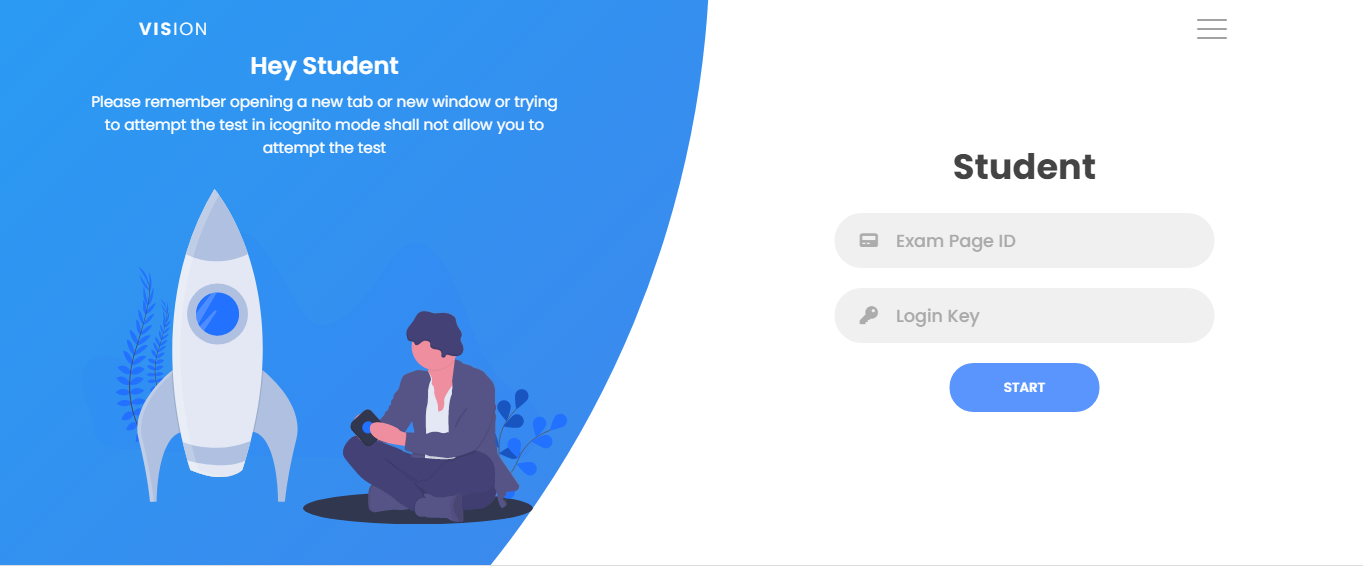 VISION
Hey Student
Please remember opening a new tab or new window or trying
to attempt the test in icognito mode shall not allow you to
attempt the test
Student
Exam Page ID
Login Key
START